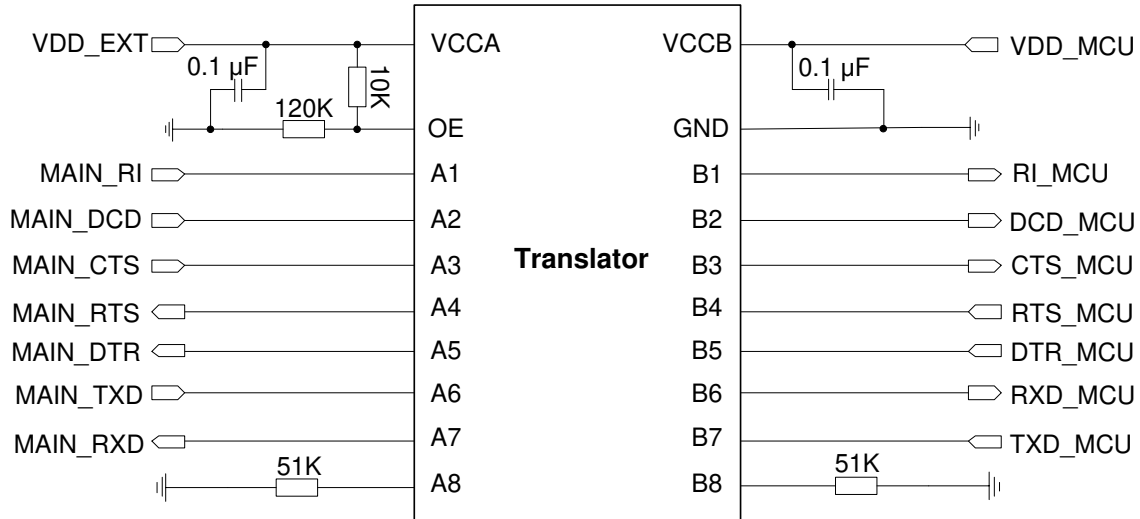 VDD_EXT VCCA VCCB VDD_MCU
0.1 µF 10K 0.1 µF
120K
OE GND
MAIN_RI A1 B1 RI_MCU
MAIN_DCD A2 B2 DCD_MCU
Translator
MAIN_CTS A3 B3 CTS_MCU
MAIN_RTS A4 B4 RTS_MCU
MAIN_DTR A5 B5 DTR_MCU
MAIN_TXD A6 B6 RXD_MCU
MAIN_RXD A7 B7 TXD_MCU
51K A8 B8 51K